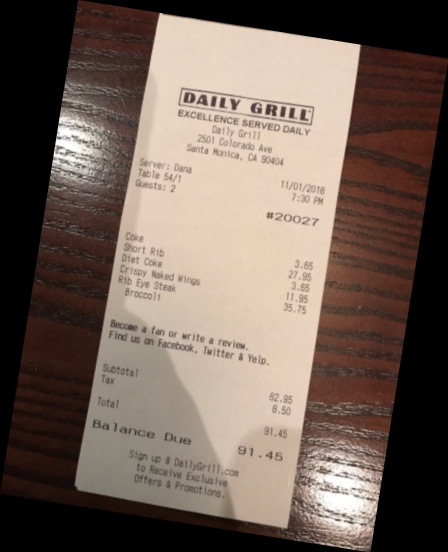 DAILY GRILL
EXCELLENCE SERVED DAILY
Daily Grill
2501 Colorado Ave
Santa Monica, CA 90404
Server: Dana 11/01/2018
Table 54/1 7:30 PM
Guests: 2
#20027
Coke 3.65
Short Rib 27.95
Diet Coke 3.65
Crispy Naked Wings 11.95
Rib Eye Steak 35.75
Broccoli
Become a fan or write a review.
Find us on Facebook, Twitter & Yelp.
Subtotal 82.95
Tax 8.50
Total 91.45
Balance Due 91.45
Sign up @ DailyGrill.com
to Receive Exclusive
Offers & Promotions.